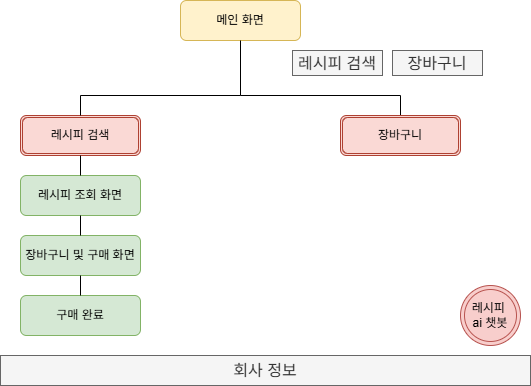 메인 화면
레시피 검색
장바구니
레시피 검색
장바구니
레시피 조회 화면
장바구니 및 구매 화면
구매 완료
레시피
ai 챗봇
회사 정보